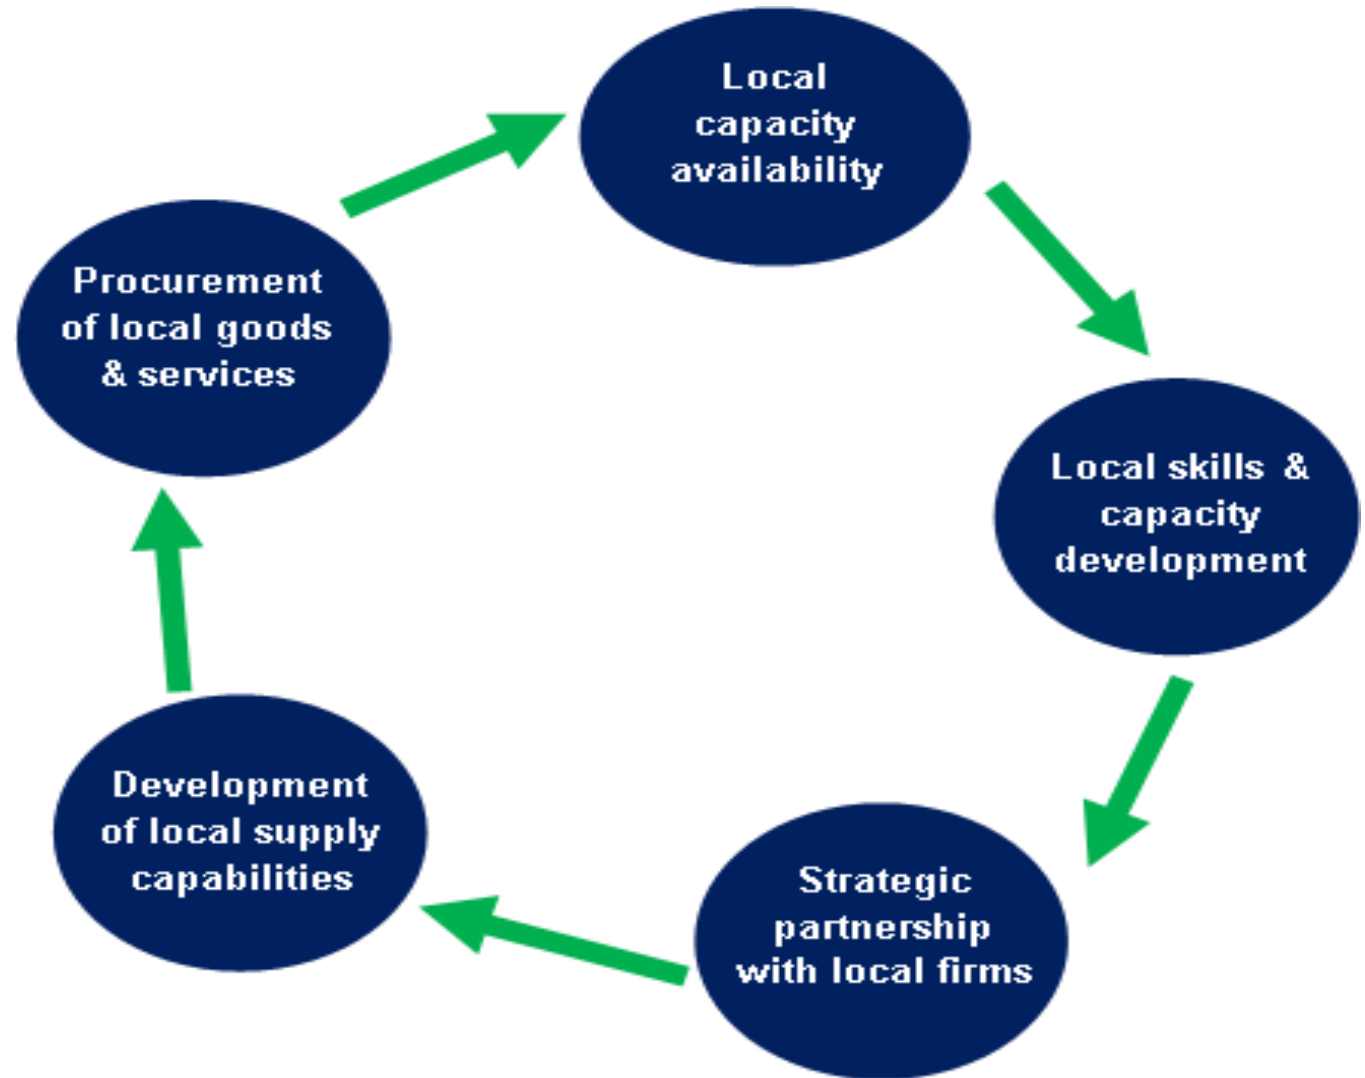 Local
capacity
availability
Local skills &
capacity
development
Strategic
partnership
with local firms
Development
of local supply
capabilities
Procurement
of local goods
& services